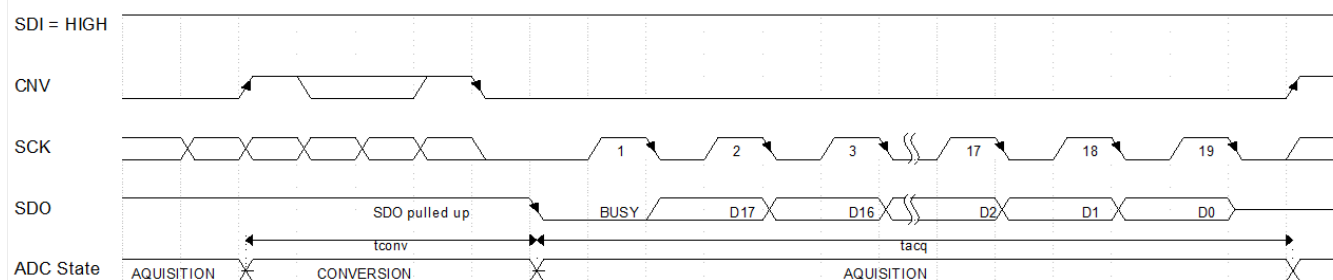 SDI = HIGH
CNV
SCK 1 2 3 17 18 19
SDO SDO pulled up BUSY D17 D16 D2 D1 D0
tconv tacq
ADC State AQUISITION CONVERSION AQUISITION